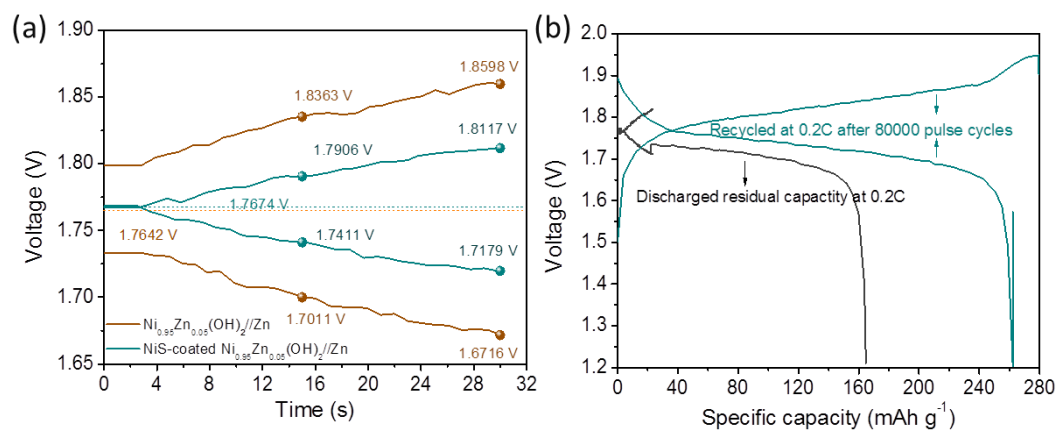 (a)
Voltage (V)
1.90
1.85
1.80
1.75
1.70
1.65
1.8598 V
1.8363 V
1.8117 V
1.7906 V
1.7674 V
1.7642 V
1.7411 V
1.7179 V
1.7011 V
1.6716 V
Ni0.95Zn0.05(OH)2//Zn
NiS-coated Ni0.95Zn0.05(OH)2//Zn
0 4 8 12 16 20 24 28 32
Time (s)
(b)
Voltage (V)
2.0
1.9
1.8
1.7
1.6
1.5
1.4
1.3
1.2
Recycled at 0.2C after 80000 pulse cycles
Discharged residual capacity at 0.2C
0 40 80 120 160 200 240 280
Specific capacity (mAh g-1)